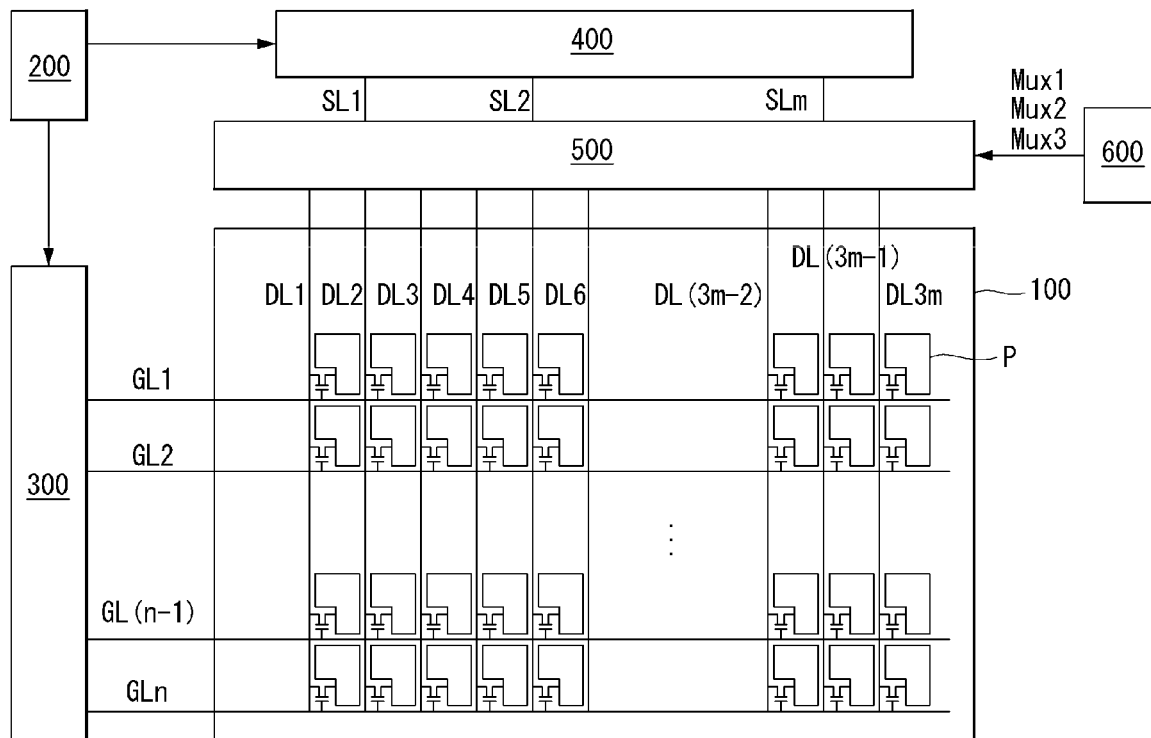 200
400
SL1
SL2
SLm
Mux1
Mux2
Mux3
500
600
DL(3m-1)
DL1
DL2
DL3
DL4
DL5
DL6
DL(3m-2)
DL3m
100
P
GL1
GL2
300
⋮
GL(n-1)
GLn